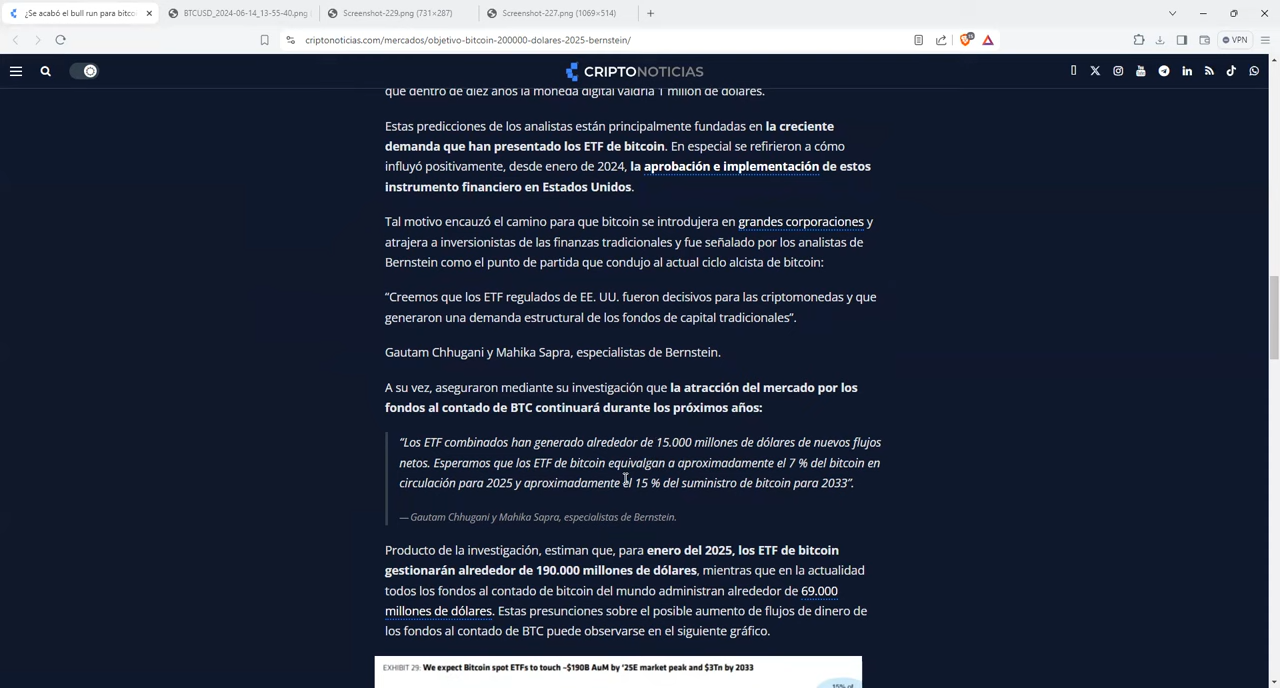 ¿Se acabó el bull run para bitco
BTCUSD_2024-06-14_13-55-40.png
Screenshot-229.png (731×287)
Screenshot-227.png (1069×514)
criptonoticias.com/mercados/objetivo-bitcoin-200000-dolares-2025-bernstein/
VPN
CRIPTONOTICIAS
que dentro de diez años la moneda digital valdría 1 millón de dólares.
Estas predicciones de los analistas están principalmente fundadas en la creciente
demanda que han presentado los ETF de bitcoin. En especial se refirieron a cómo
influyó positivamente, desde enero de 2024, la aprobación e implementación de estos
instrumento financiero en Estados Unidos.
Tal motivo encauzó el camino para que bitcoin se introdujera en grandes corporaciones y
atrajera a inversionistas de las finanzas tradicionales y fue señalado por los analistas de
Bernstein como el punto de partida que condujo al actual ciclo alcista de bitcoin:
“Creemos que los ETF regulados de EE. UU. fueron decisivos para las criptomonedas y que
generaron una demanda estructural de los fondos de capital tradicionales”.
Gautam Chhugani y Mahika Sapra, especialistas de Bernstein.
A su vez, aseguraron mediante su investigación que la atracción del mercado por los
fondos al contado de BTC continuará durante los próximos años:
“Los ETF combinados han generado alrededor de 15.000 millones de dólares de nuevos flujos
netos. Esperamos que los ETF de bitcoin equivalgan a aproximadamente el 7 % del bitcoin en
circulación para 2025 y aproximadamente el 15 % del suministro de bitcoin para 2033”.
— Gautam Chhugani y Mahika Sapra, especialistas de Bernstein.
Producto de la investigación, estiman que, para enero del 2025, los ETF de bitcoin
gestionarán alrededor de 190.000 millones de dólares, mientras que en la actualidad
todos los fondos al contado de bitcoin del mundo administran alrededor de 69.000
millones de dólares. Estas presunciones sobre el posible aumento de flujos de dinero de
los fondos al contado de BTC puede observarse en el siguiente gráfico.
EXHIBIT 29: We expect Bitcoin spot ETFs to touch ~$190B AuM by '25E market peak and $3Tn by 2033
15% of